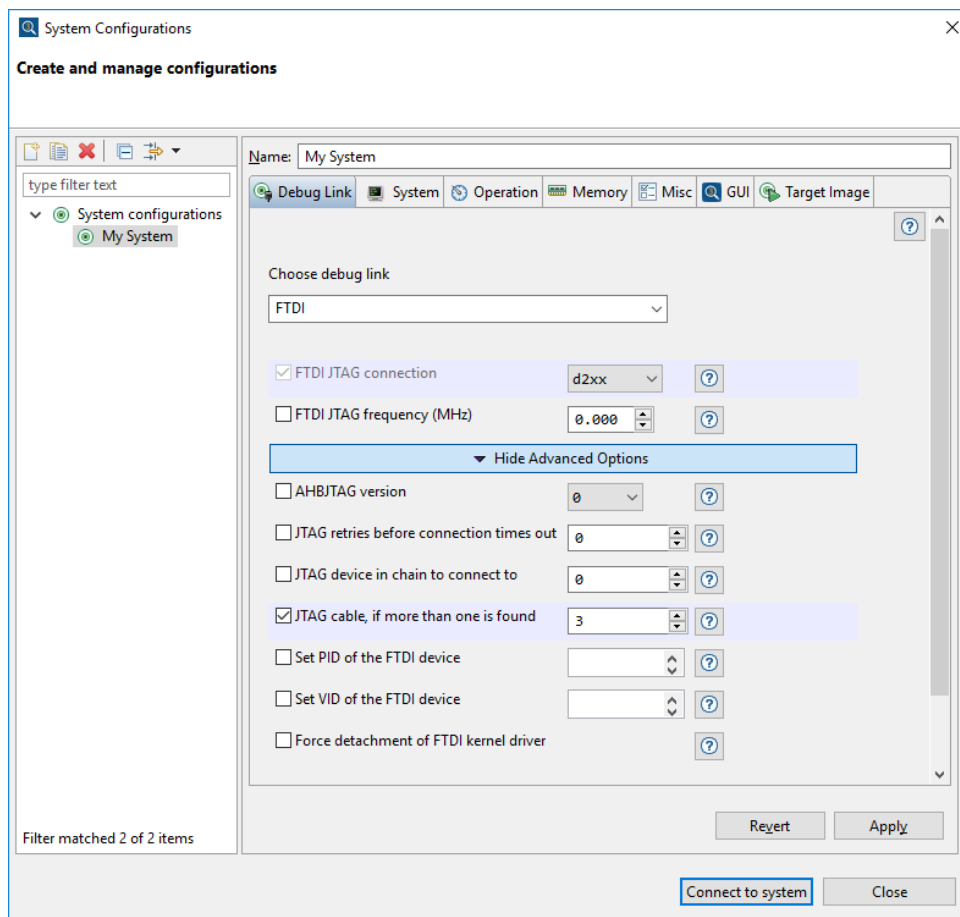 System Configurations
Create and manage configurations
type filter text
System configurations
My System
Filter matched 2 of 2 items
Name: My System
Debug Link System Operation Memory Misc GUI Target Image
Choose debug link
FTDI
FTDI JTAG connection d2xx
FTDI JTAG frequency (MHz) 0.000
Hide Advanced Options
AHBJTAG version 0
JTAG retries before connection times out 0
JTAG device in chain to connect to 0
JTAG cable, if more than one is found 3
Set PID of the FTDI device
Set VID of the FTDI device
Force detachment of FTDI kernel driver
Revert Apply
Connect to system Close